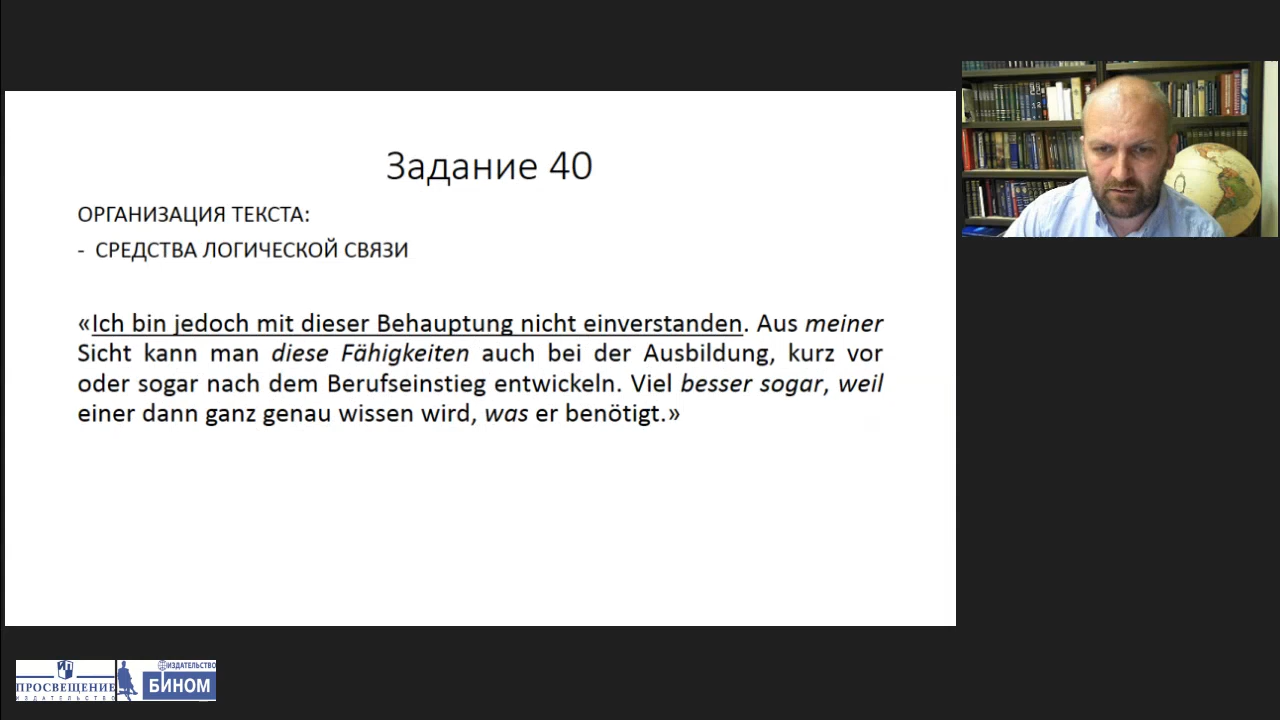 Задание 40
ОРГАНИЗАЦИЯ ТЕКСТА:
- СРЕДСТВА ЛОГИЧЕСКОЙ СВЯЗИ
«Ich bin jedoch mit dieser Behauptung nicht einverstanden. Aus meiner
Sicht kann man diese Fähigkeiten auch bei der Ausbildung, kurz vor
oder sogar nach dem Berufseinstieg entwickeln. Viel besser sogar, weil
einer dann ganz genau wissen wird, was er benötigt.»
ПРОСВЕЩЕНИЕ
ИЗДАТЕЛЬСТВО
ИЗДАТЕЛЬСТВО
БИНОМ